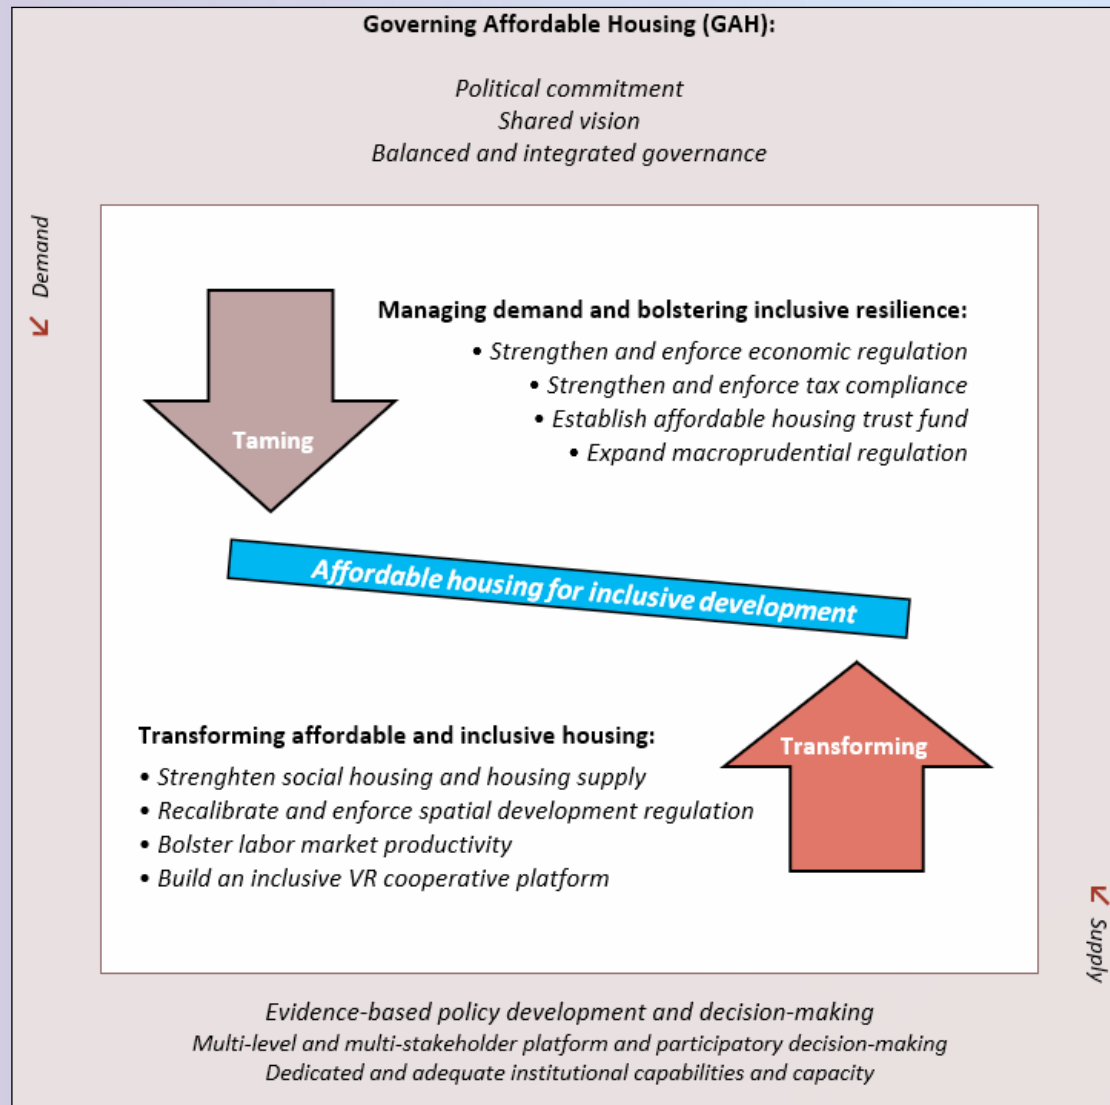 Governing Affordable Housing (GAH):
Political commitment
Shared vision
Balanced and integrated governance
Demand
Managing demand and bolstering inclusive resilience:
• Strengthen and enforce economic regulation
• Strengthen and enforce tax compliance
• Establish affordable housing trust fund
• Expand macroprudential regulation
Taming
Affordable housing for inclusive development
Transforming
Transforming affordable and inclusive housing:
• Strenghten social housing and housing supply
• Recalibrate and enforce spatial development regulation
• Bolster labor market productivity
• Build an inclusive VR cooperative platform
Supply
Evidence-based policy development and decision-making
Multi-level and multi-stakeholder platform and participatory decision-making
Dedicated and adequate institutional capabilities and capacity